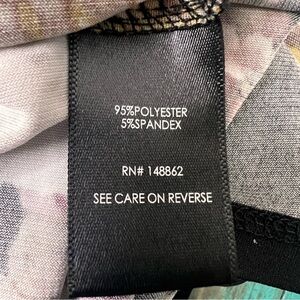 95%POLYESTER
5%SPANDEX
RN# 148862
SEE CARE ON REVERSE